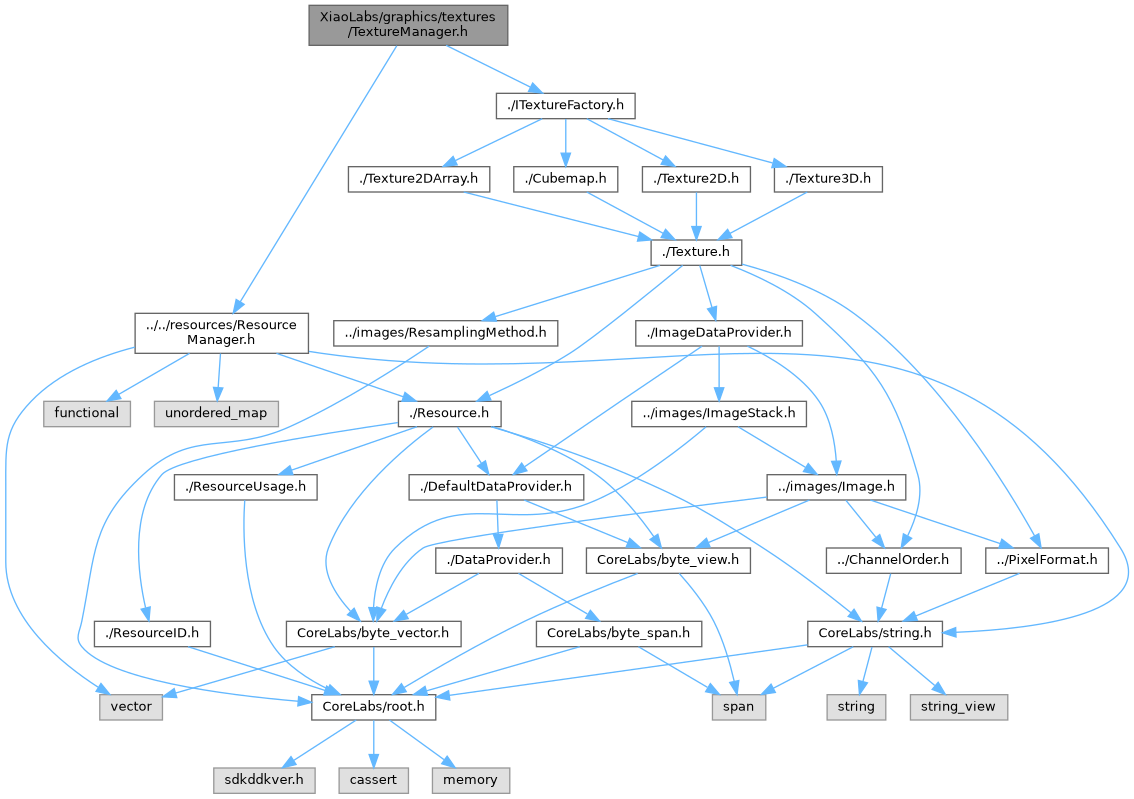 XiaoLabs/graphics/textures
/TextureManager.h
./ITextureFactory.h
./Texture2DArray.h
./Cubemap.h
./Texture2D.h
./Texture3D.h
./Texture.h
../../resources/Resource
Manager.h
../images/ResamplingMethod.h
./ImageDataProvider.h
functional
unordered_map
./Resource.h
../images/ImageStack.h
./ResourceUsage.h
./DefaultDataProvider.h
../images/Image.h
./DataProvider.h
CoreLabs/byte_view.h
../ChannelOrder.h
../PixelFormat.h
./ResourceID.h
CoreLabs/byte_vector.h
CoreLabs/byte_span.h
CoreLabs/string.h
vector
CoreLabs/root.h
span
string
string_view
sdkddkver.h
cassert
memory